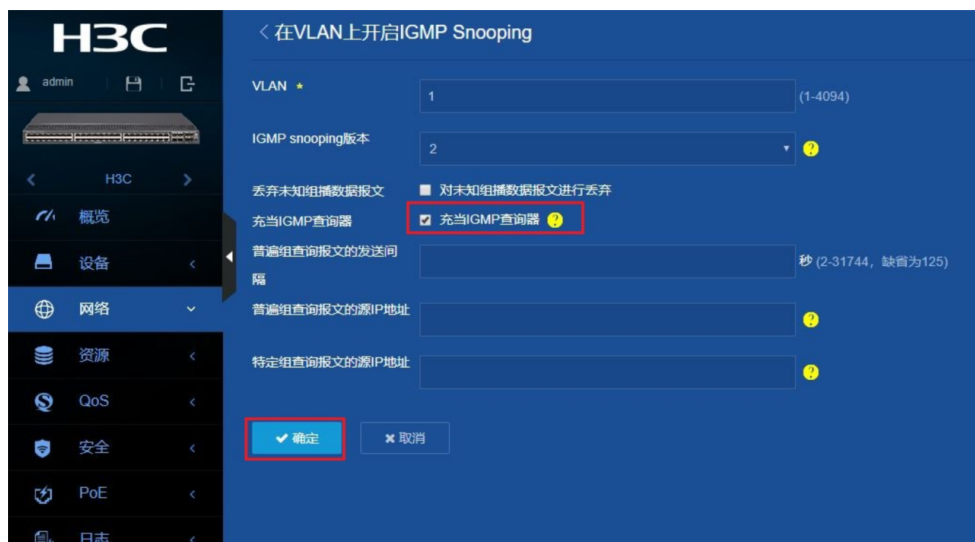 H3C
admin
H3C
概览
设备
网络
资源
QoS
安全
PoE
日志
在VLAN上开启IGMP Snooping
VLAN ★
1
(1-4094)
IGMP snooping版本
2
丢弃未知组播数据报文
对未知组播数据报文进行丢弃
充当IGMP查询器
充当IGMP查询器
普遍组查询报文的发送间
隔
秒 (2-31744，缺省为125)
普遍组查询报文的源IP地址
特定组查询报文的源IP地址
确定
取消